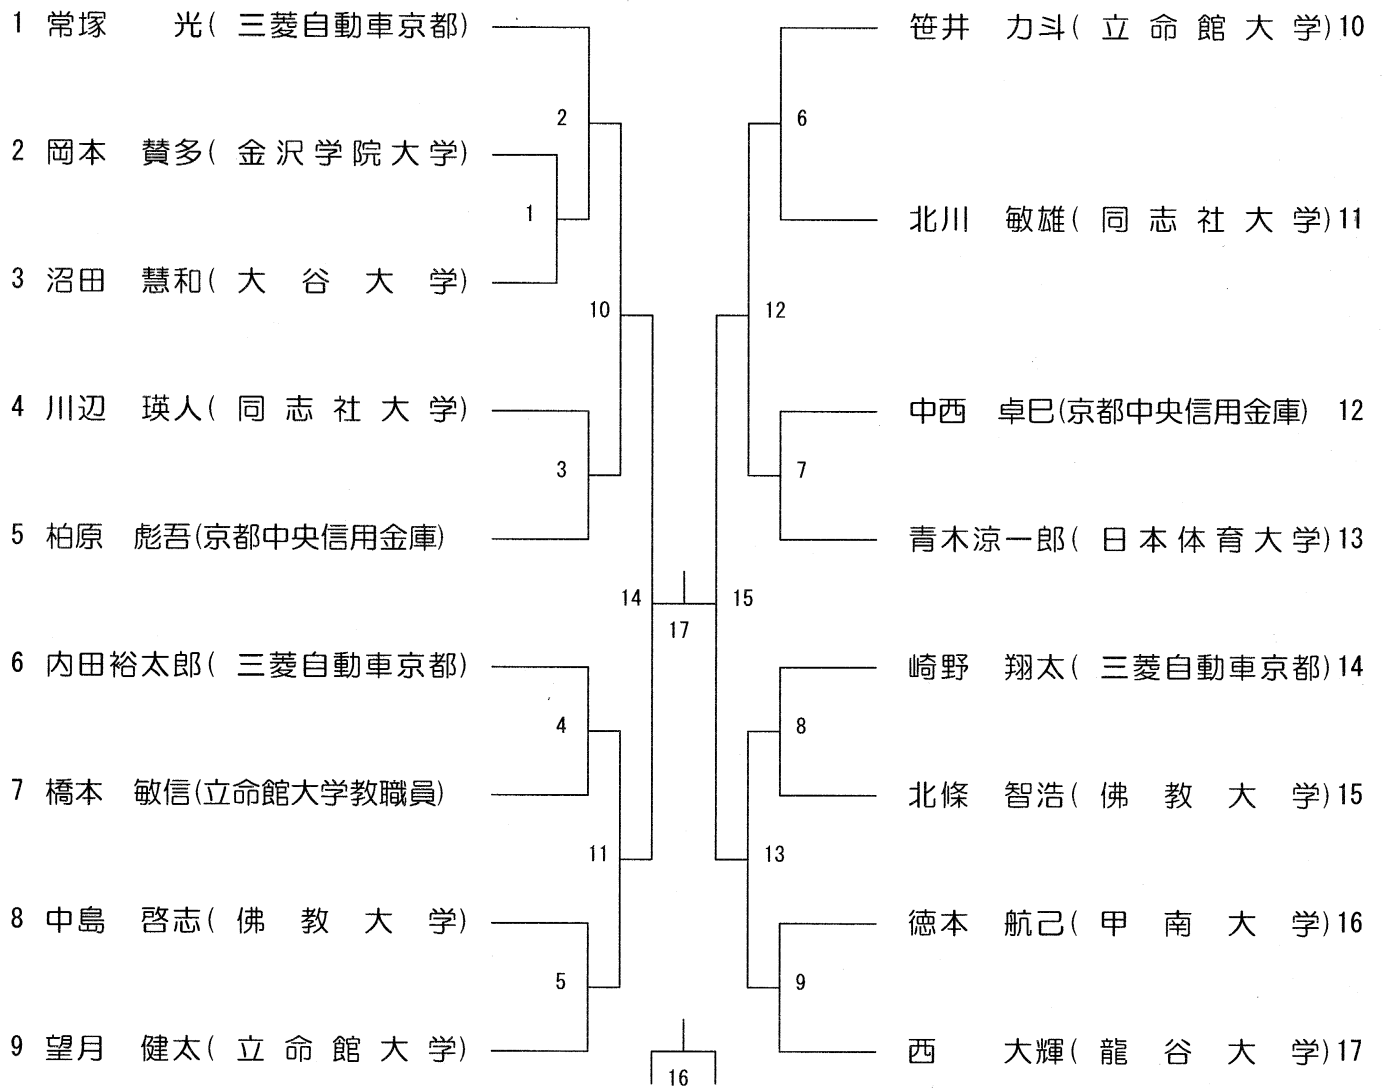 1 常塚 光( 三菱自動車京都)
2
2 岡本 賛多( 金沢学院大学)
1
3 沼田 慧和( 大谷大学)
10
4 川辺 瑛人( 同志社大学)
3
5 柏原 彪吾(京都中央信用金庫)
14
6 内田裕太郎( 三菱自動車京都)
4
7 橋本 敏信(立命館大学教職員)
11
8 中島 啓志( 佛教大学)
5
9 望月 健太( 立命館大学)
17
16
笹井 力斗( 立命館大学)10
6
北川 敏雄( 同志社大学)11
12
中西 卓巳(京都中央信用金庫) 12
7
青木涼一郎( 日本体育大学)13
15
崎野 翔太( 三菱自動車京都)14
8
北條 智浩( 佛教大学)15
13
徳本 航己( 甲南大学)16
9
西 大輝( 龍谷大学)17